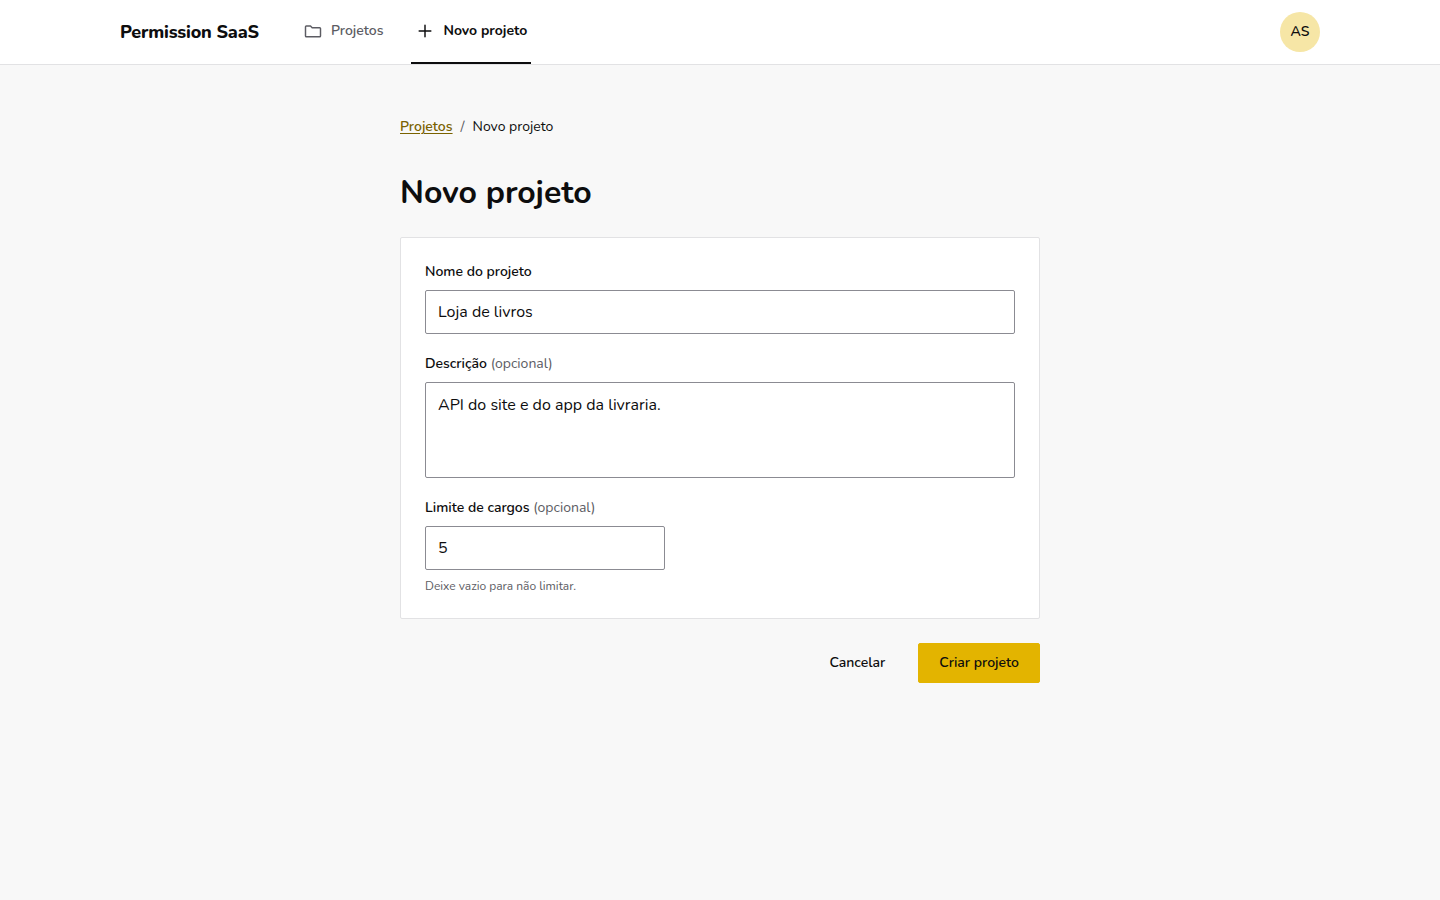 Permission SaaS
Projetos
Novo projeto
AS
Projetos / Novo projeto
Novo projeto
Nome do projeto
Loja de livros
Descrição (opcional)
API do site e do app da livraria.
Limite de cargos (opcional)
5
Deixe vazio para não limitar.
Cancelar
Criar projeto